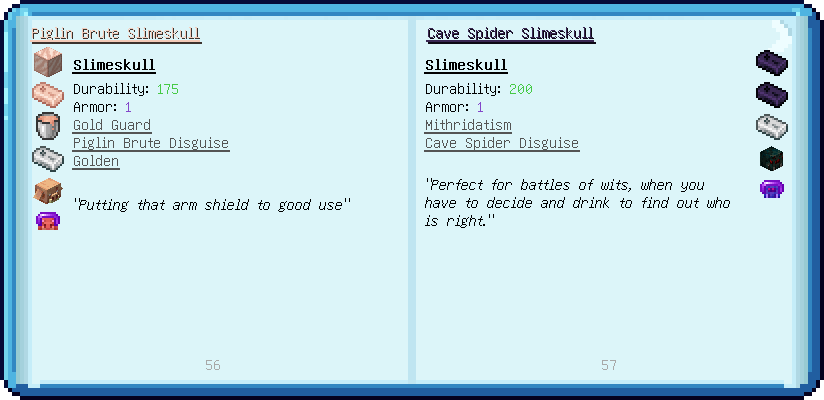 Piglin Brute Slimeskull
Slimeskull
Durability: 175
Armor: 1
Gold Guard
Piglin Brute Disguise
Golden
"Putting that arm shield to good use"
56
Cave Spider Slimeskull
Slimeskull
Durability: 200
Armor: 1
Mithridatism
Cave Spider Disguise
"Perfect for battles of wits, when you
have to decide and drink to find out who
is right."
57